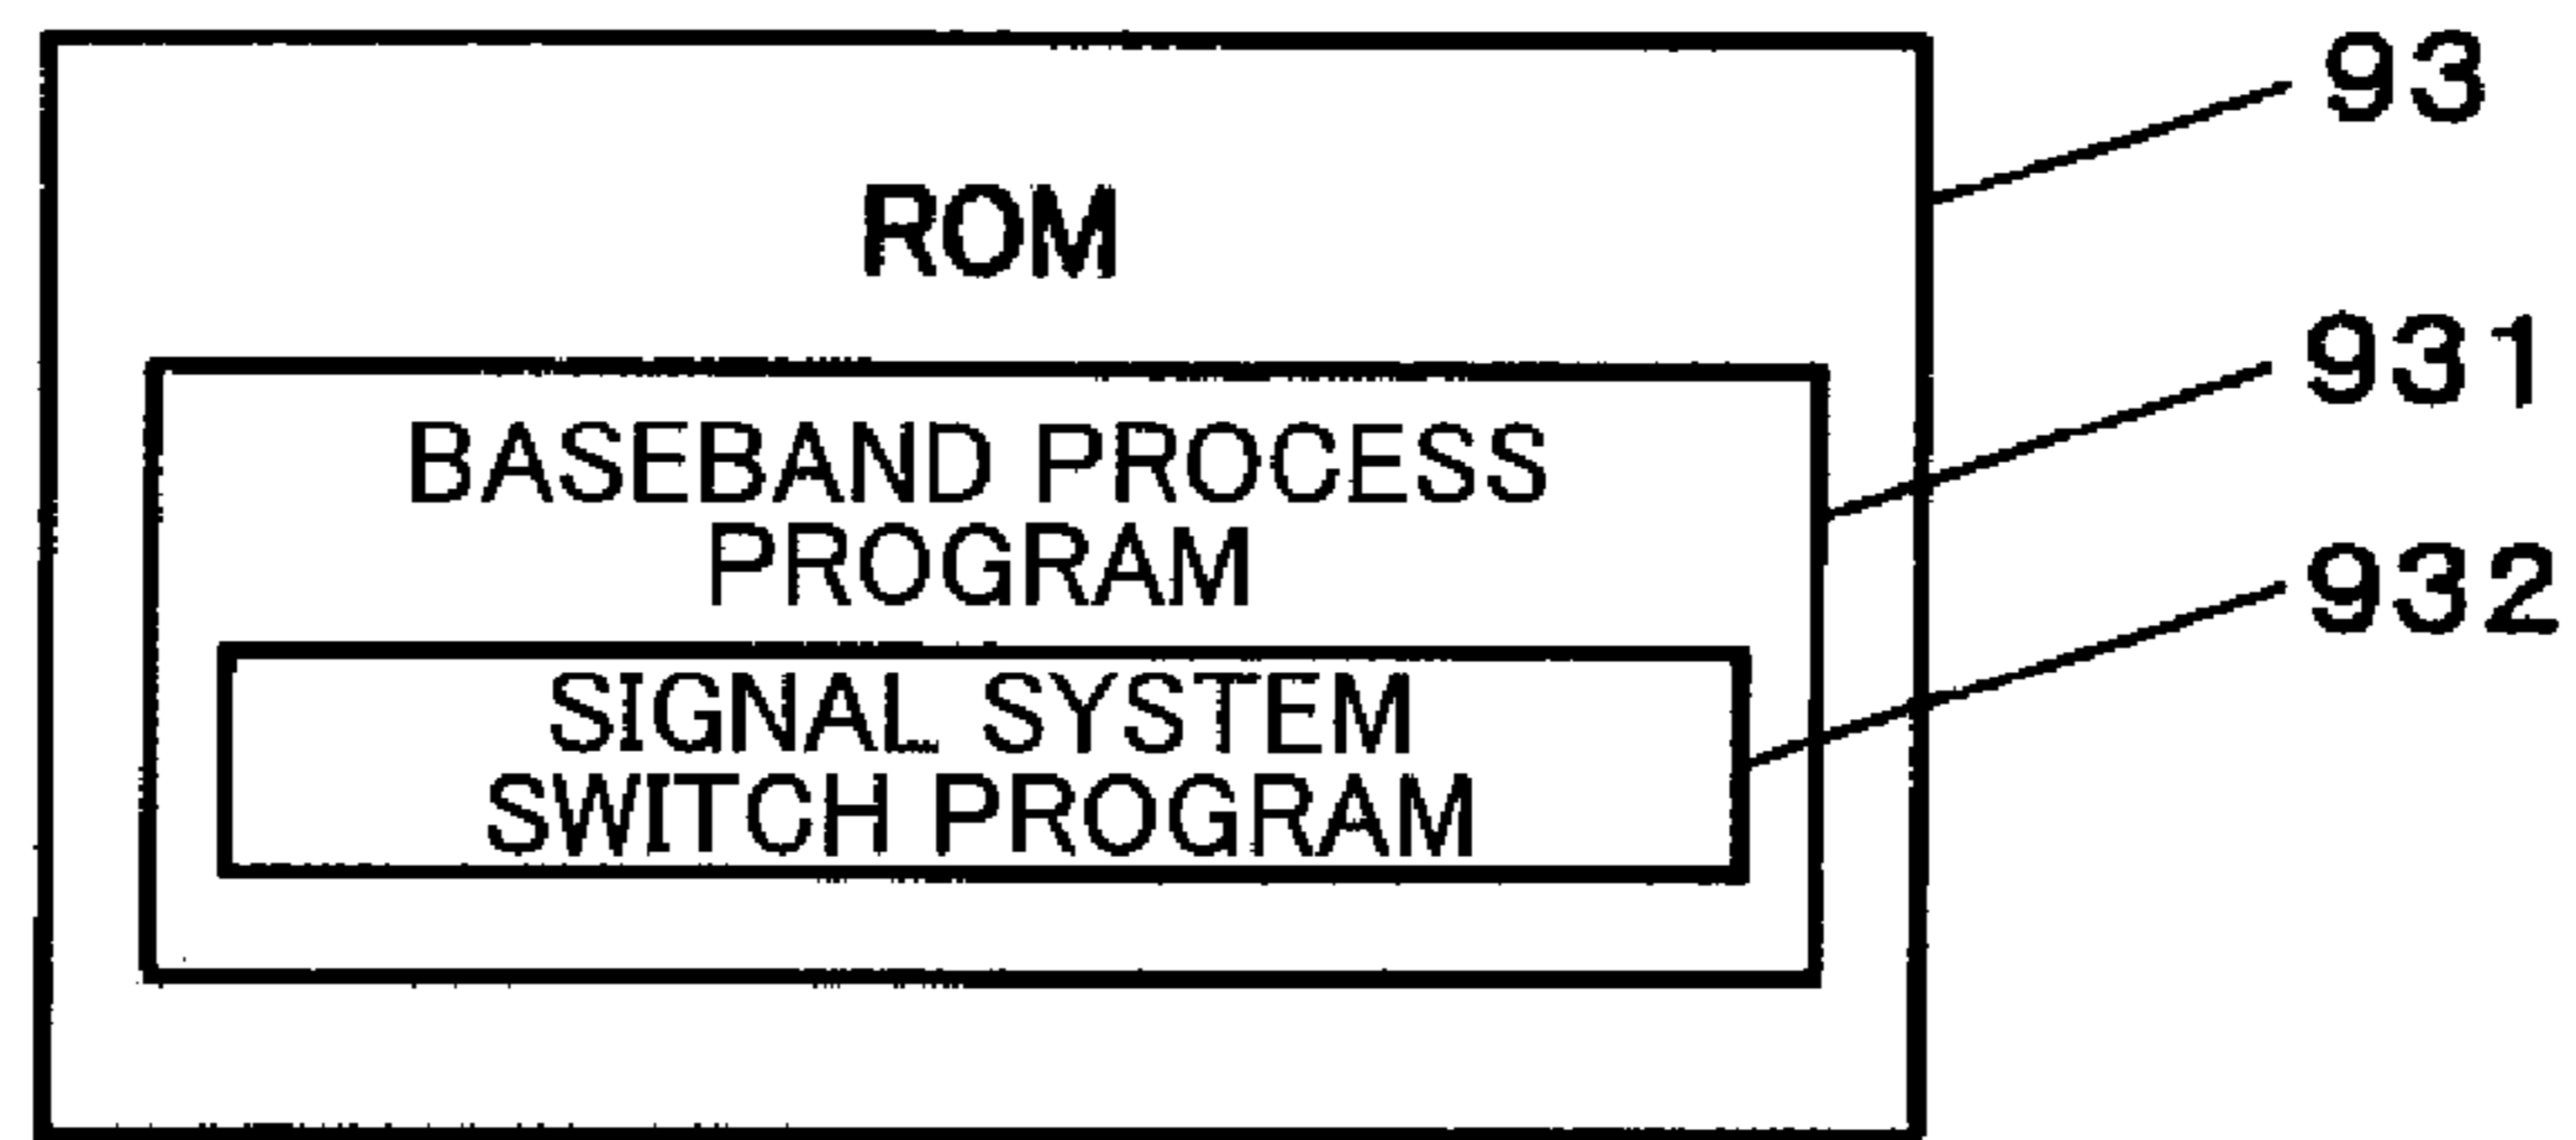 93
ROM
931
BASEBAND PROCESS
PROGRAM
932
SIGNAL SYSTEM
SWITCH PROGRAM